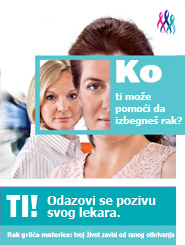 Ko
ti može
pomoći da
izbegneš rak?
TI! Odazovi se pozivu
svog lekara.
Rak grlića materice: tvoj život zavisi od ranog otkrivanja